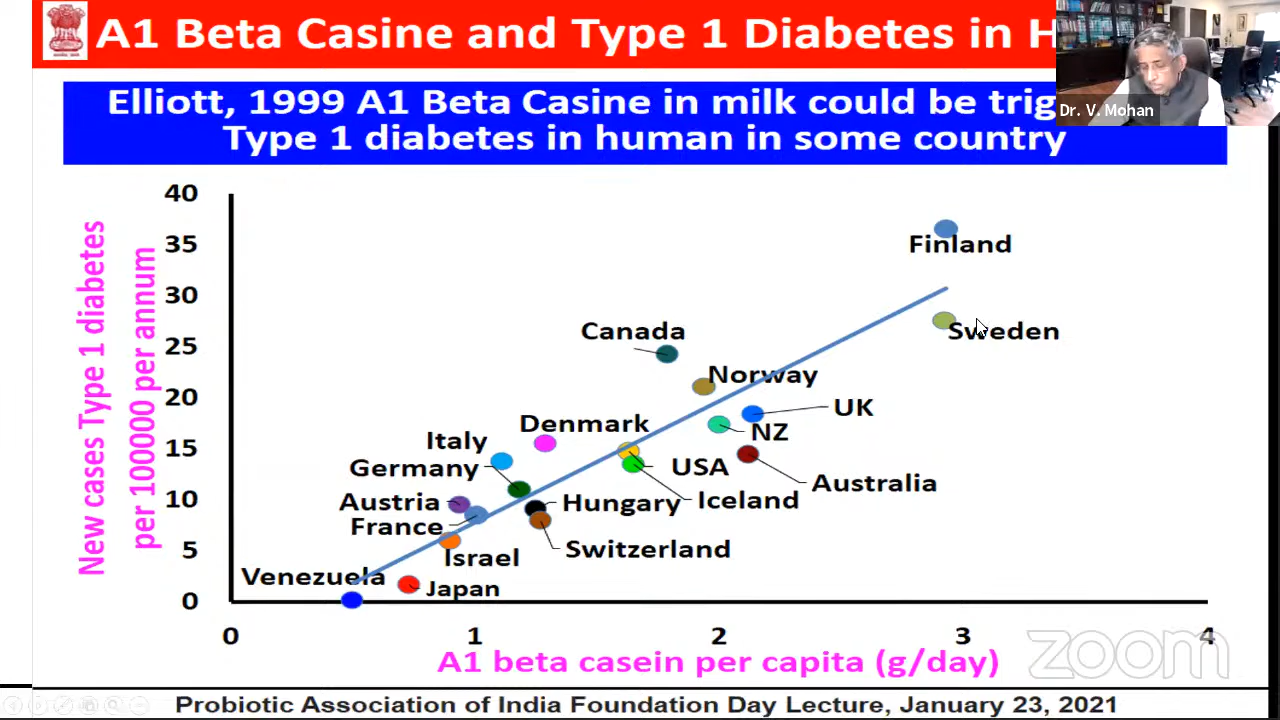 A1 Beta Casine and Type 1 Diabetes in H
Elliott, 1999 A1 Beta Casine in milk could be trig
Type 1 diabetes in human in some country
Dr. V. Mohan
New cases Type 1 diabetes
per 100000 per annum
40
35
30
25
20
15
10
5
0
Finland
Sweden
Canada
Norway
UK
NZ
Denmark
Italy
Germany
USA
Australia
Austria
Hungary
Iceland
France
Switzerland
Israel
Venezuela
Japan
0 1 2 3 4
A1 beta casein per capita (g/day)
zoom
Probiotic Association of India Foundation Day Lecture, January 23, 2021